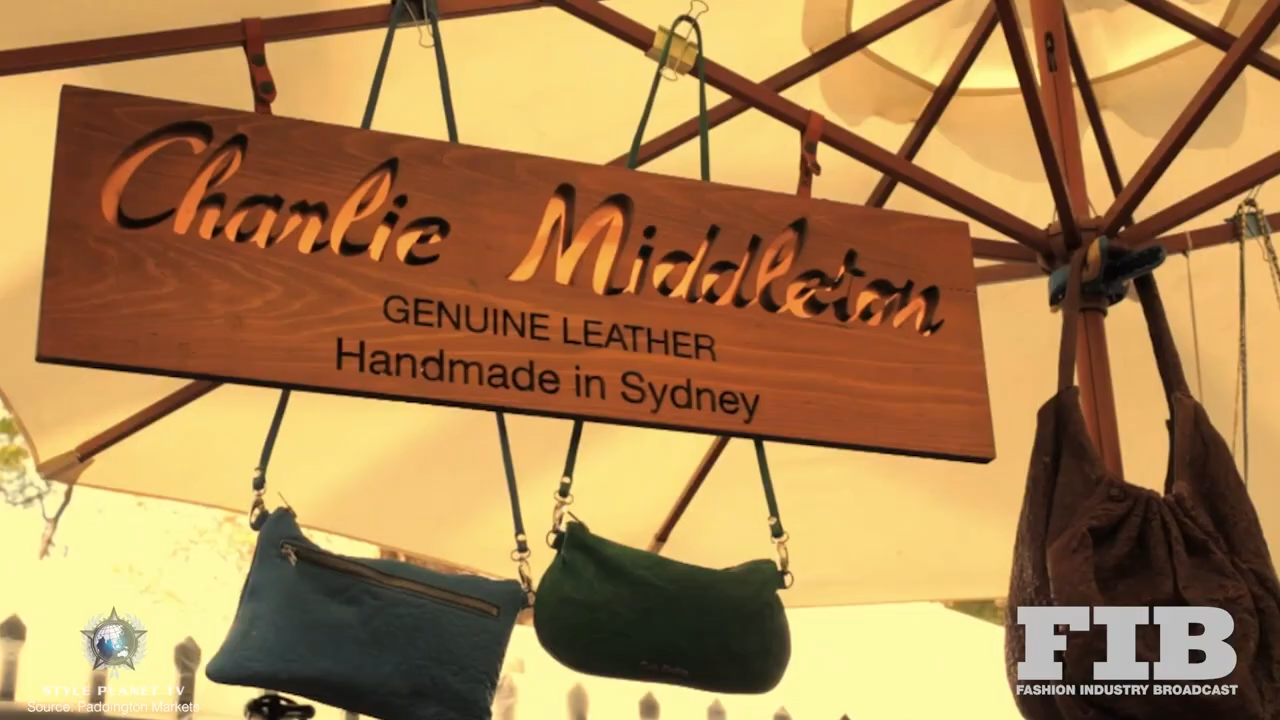 Charlie Middleton
GENUINE LEATHER
Handmade in Sydney
STYLE PLANET TV
Source: Paddington Markets
FIB
FASHION INDUSTRY BROADCAST